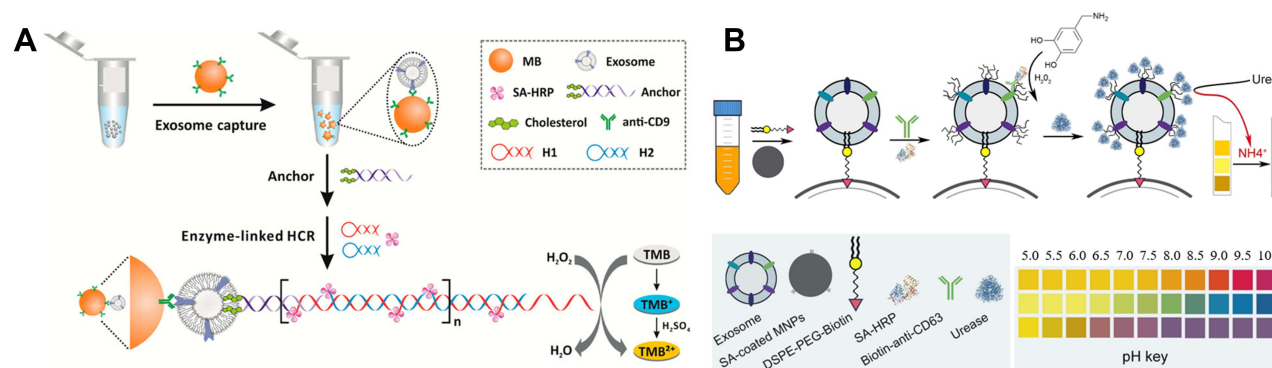 A
Exosome capture
MB
Exosome
SA-HRP
Anchor
Cholesterol
anti-CD9
H1
H2
Anchor
Enzyme-linked HCR
n
H₂O₂
TMB
TMB⁺
H₂SO₄
H₂O
TMB²⁺
B
NH₂
HO
HO
H₂O₂
Ure
NH4⁺
Exosome
SA-coated MNPs
DSPE-PEG-Biotin
SA-HRP
Biotin-anti-CD63
Urease
5.0 5.5 6.0 6.5 7.0 7.5 8.0 8.5 9.0 9.5 10
pH key